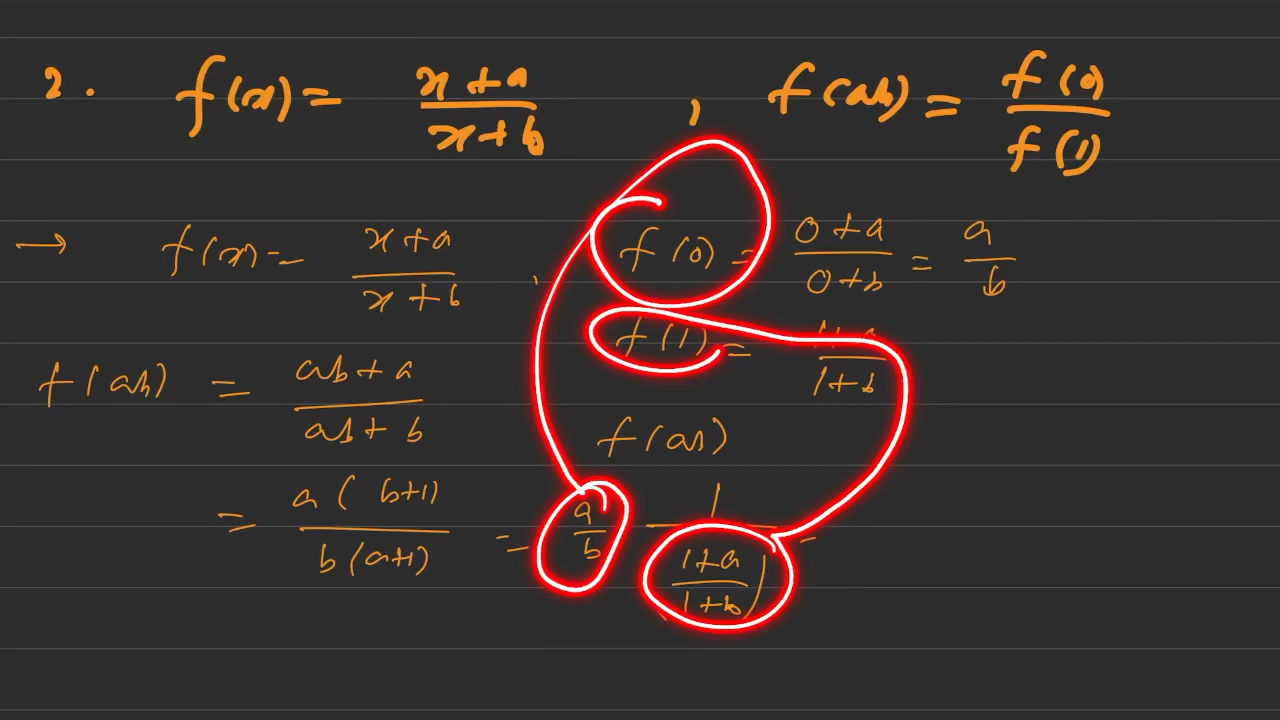 2. f(x) = x+a / x+b , f(ab) = f(0) / f(1)
→ f(x) = x+a / x+b , f(0) = 0+a / 0+b = a / b
f(1) = 1+a / 1+b
f(ab) = ab+a / ab+b
f(ab)
= a(b+1) / b(a+1) = a / b 1 / (1+a / 1+b) =